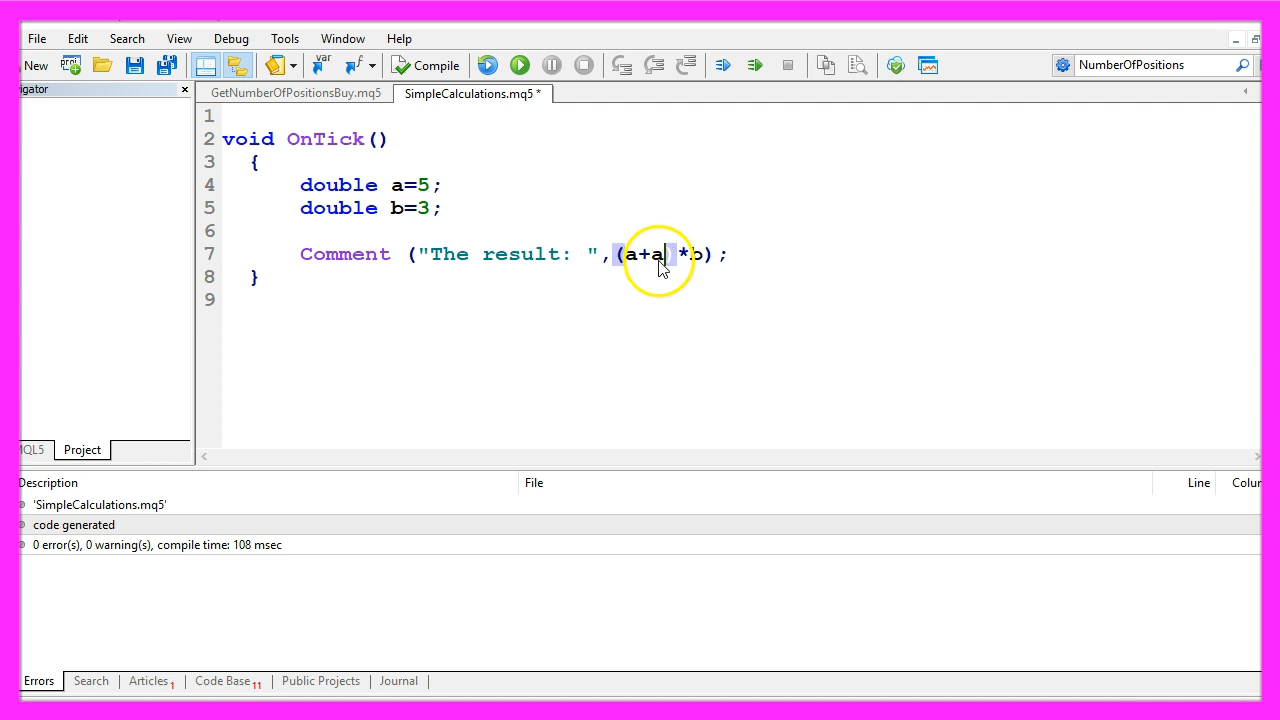 File Edit Search View Debug Tools Window Help
New Compile NumberOfPositions
igator × GetNumberOfPositionsBuy.mq5 SimpleCalculations.mq5 *
1
2 void OnTick()
3 {
4 double a=5;
5 double b=3;
6
7 Comment ("The result: ",(a+a)*b);
8 }
9
MQL5 Project
Description File Line Colum
'SimpleCalculations.mq5'
code generated
0 error(s), 0 warning(s), compile time: 108 msec
Errors Search Articles 1 Code Base 11 Public Projects Journal